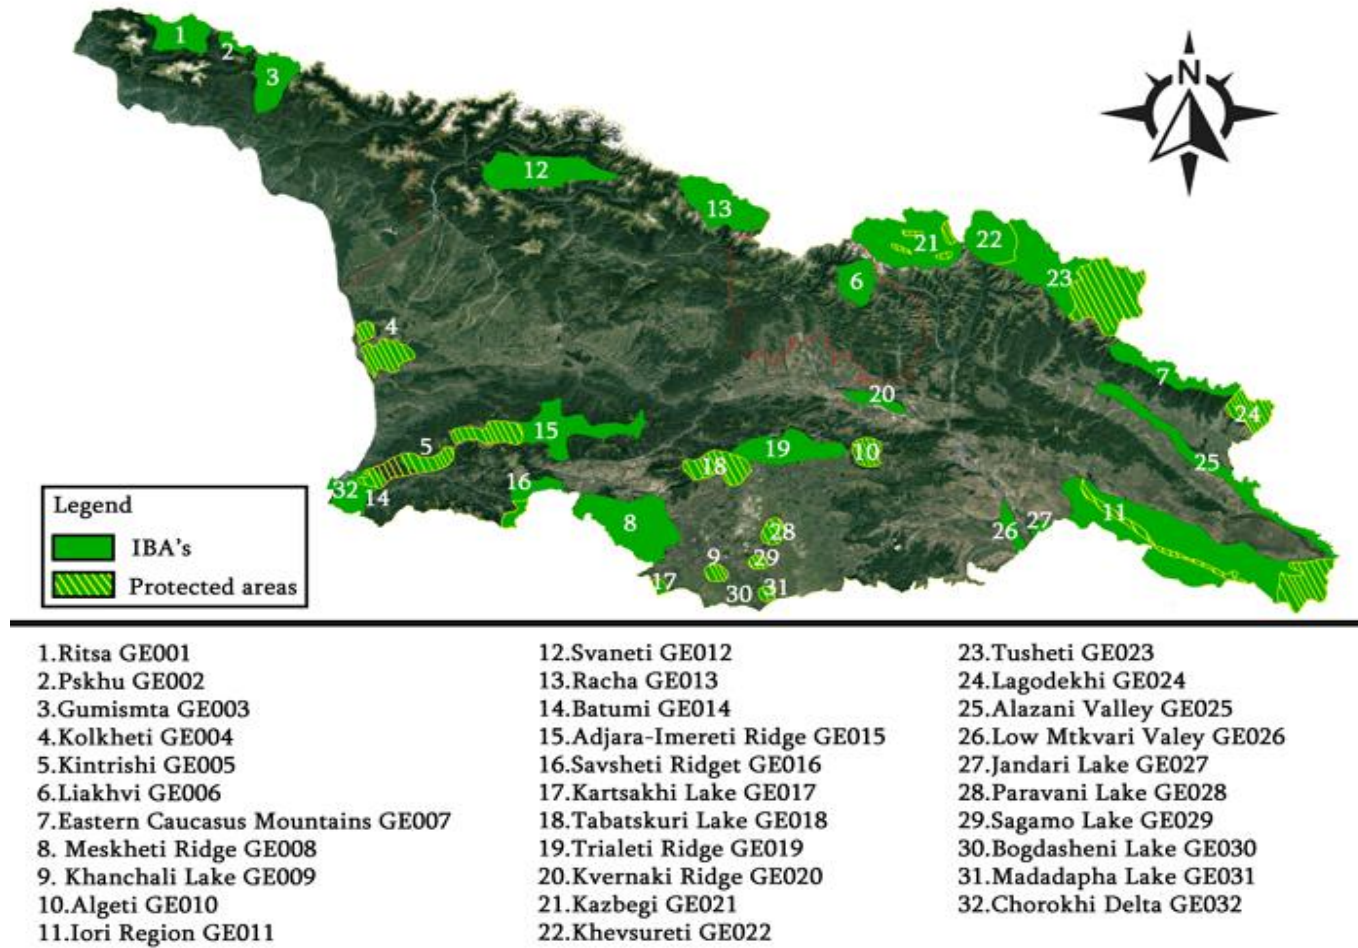 1
2
3
N
12
13
21
22
23
6
4
7
20
24
15
5
19
10
18
25
32
14
16
8
11
26
27
28
29
9
17
30
31
Legend
IBA's
Protected areas
1.Ritsa GE001
2.Pskhu GE002
3.Gumismta GE003
4.Kolkheti GE004
5.Kintrishi GE005
6.Liakhvi GE006
7.Eastern Caucasus Mountains GE007
8. Meskheti Ridge GE008
9. Khanchali Lake GE009
10.Algeti GE010
11.Iori Region GE011
12.Svaneti GE012
13.Racha GE013
14.Batumi GE014
15.Adjara-Imereti Ridge GE015
16.Savsheti Ridget GE016
17.Kartsakhi Lake GE017
18.Tabatskuri Lake GE018
19.Trialeti Ridge GE019
20.Kvernaki Ridge GE020
21.Kazbegi GE021
22.Khevsureti GE022
23.Tusheti GE023
24.Lagodekhi GE024
25.Alazani Valley GE025
26.Low Mtkvari Valey GE026
27.Jandari Lake GE027
28.Paravani Lake GE028
29.Sagamo Lake GE029
30.Bogdasheni Lake GE030
31.Madadapha Lake GE031
32.Chorokhi Delta GE032